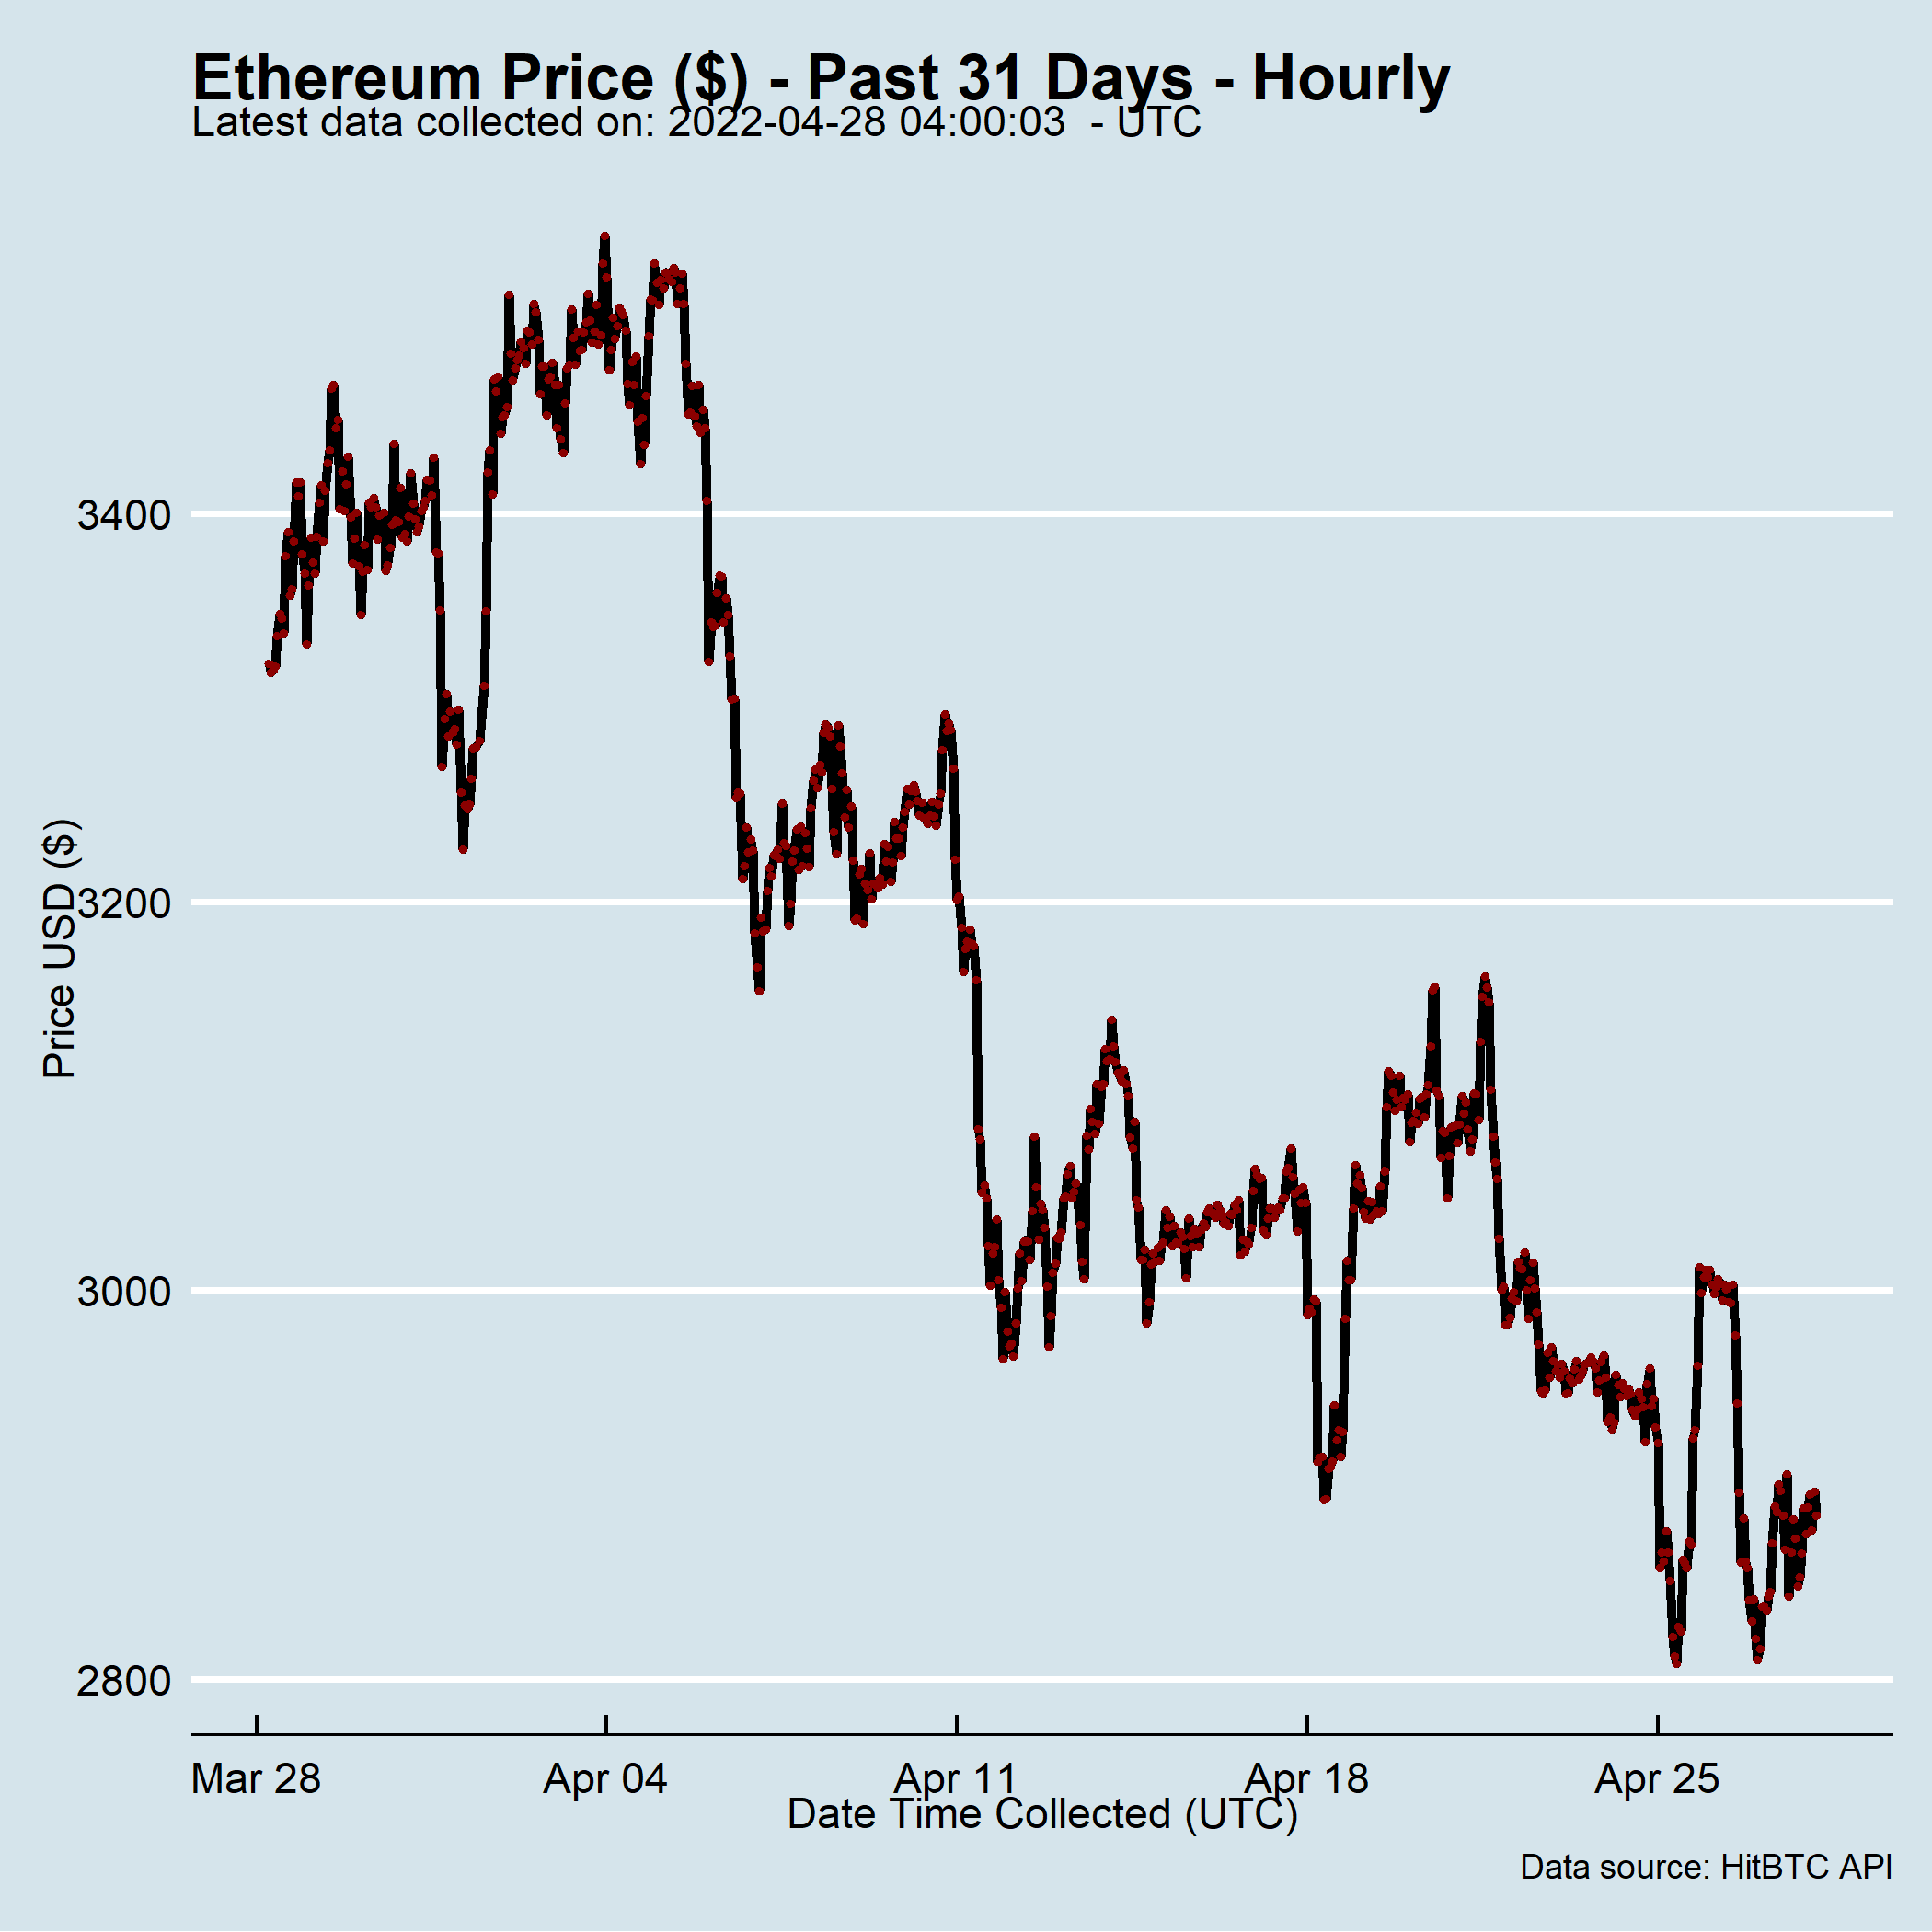 Ethereum Price ($) - Past 31 Days - Hourly
Latest data collected on: 2022-04-28 04:00:03  - UTC
3400
3200
3000
2800
Price USD ($)
Mar 28
Apr 04
Apr 11
Apr 18
Apr 25
Date Time Collected (UTC)
Data source: HitBTC API